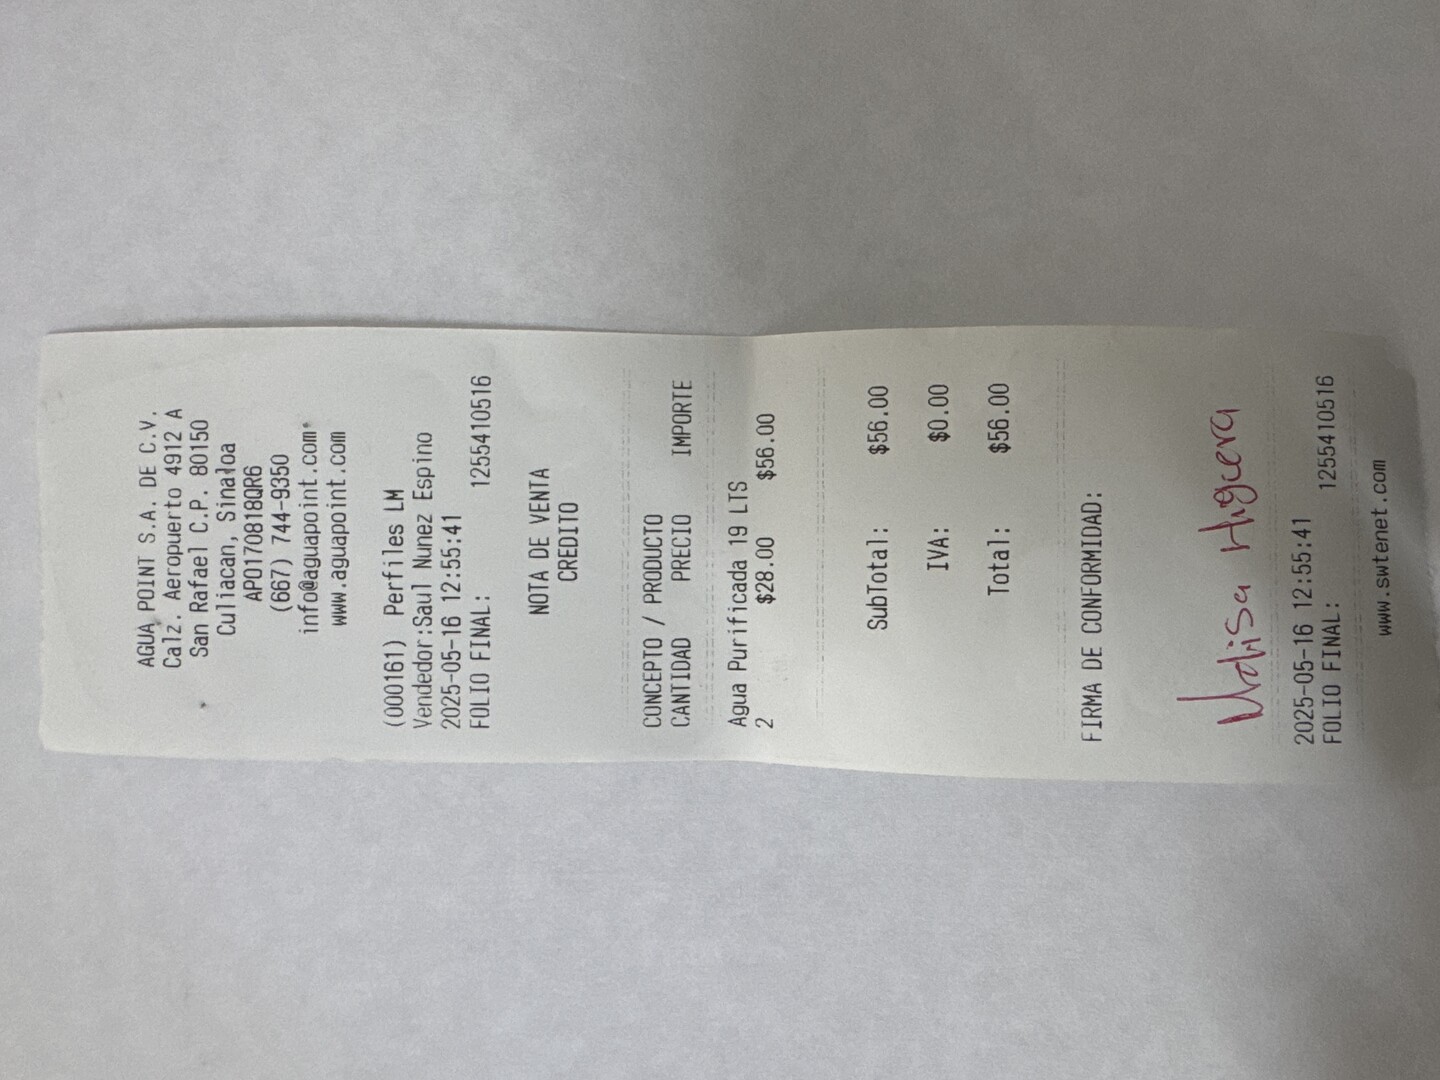 AGUA POINT S.A. DE C.V.
Calz. Aeropuerto 4912 A
San Rafael C.P. 80150
Culiacan, Sinaloa
APO170818QR6
(667) 744-9350
info@aguapoint.com
www.aguapoint.com
(000161) Perfiles LM
Vendedor:Saul Nunez Espino
2025-05-16 12:55:41
FOLIO FINAL: 1255410516
NOTA DE VENTA
CREDITO
CONCEPTO / PRODUCTO
CANTIDAD PRECIO IMPORTE
Agua Purificada 19 LTS
2 $28.00 $56.00
SubTotal: $56.00
IVA: $0.00
Total: $56.00
FIRMA DE CONFORMIDAD:
Higuera
2025-05-16 12:55:41
FOLIO FINAL: 1255410516
www.swtenet.com